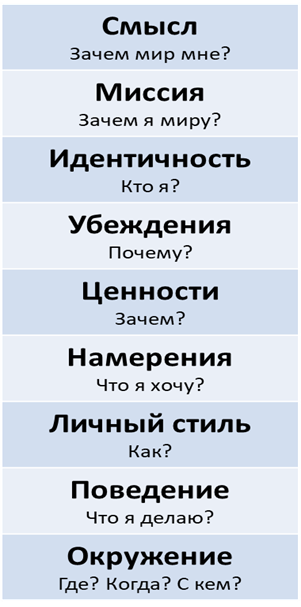 Смысл
Зачем мир мне?
Миссия
Зачем я миру?
Идентичность
Кто я?
Убеждения
Почему?
Ценности
Зачем?
Намерения
Что я хочу?
Личный стиль
Как?
Поведение
Что я делаю?
Окружение
Где? Когда? С кем?